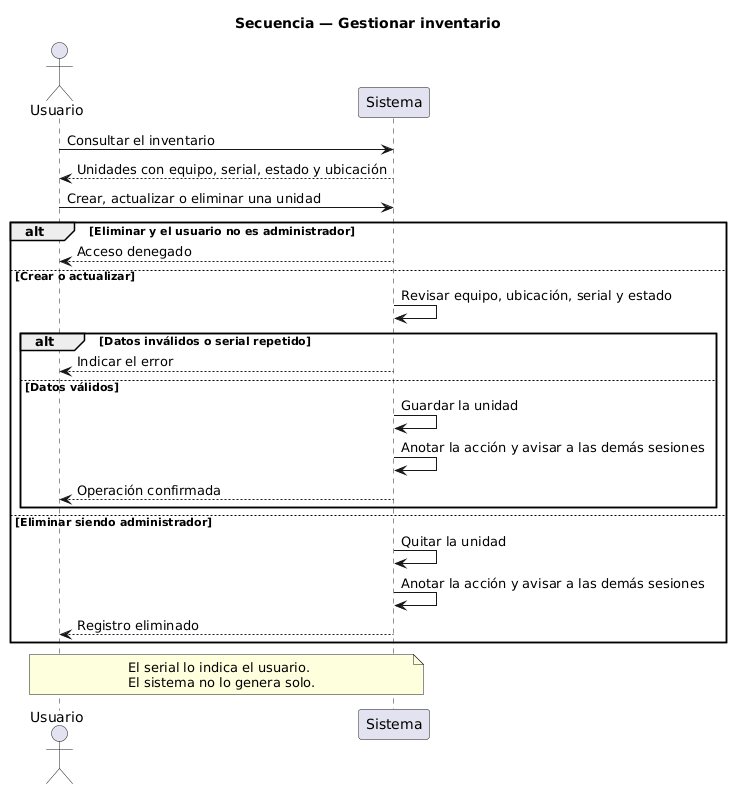 Secuencia — Gestionar inventario
Usuario
Sistema
Consultar el inventario
Unidades con equipo, serial, estado y ubicación
Crear, actualizar o eliminar una unidad
alt [Eliminar y el usuario no es administrador]
Acceso denegado
[Crear o actualizar]
Revisar equipo, ubicación, serial y estado
alt [Datos inválidos o serial repetido]
Indicar el error
[Datos válidos]
Guardar la unidad
Anotar la acción y avisar a las demás sesiones
Operación confirmada
[Eliminar siendo administrador]
Quitar la unidad
Anotar la acción y avisar a las demás sesiones
Registro eliminado
El serial lo indica el usuario.
El sistema no lo genera solo.
Usuario
Sistema